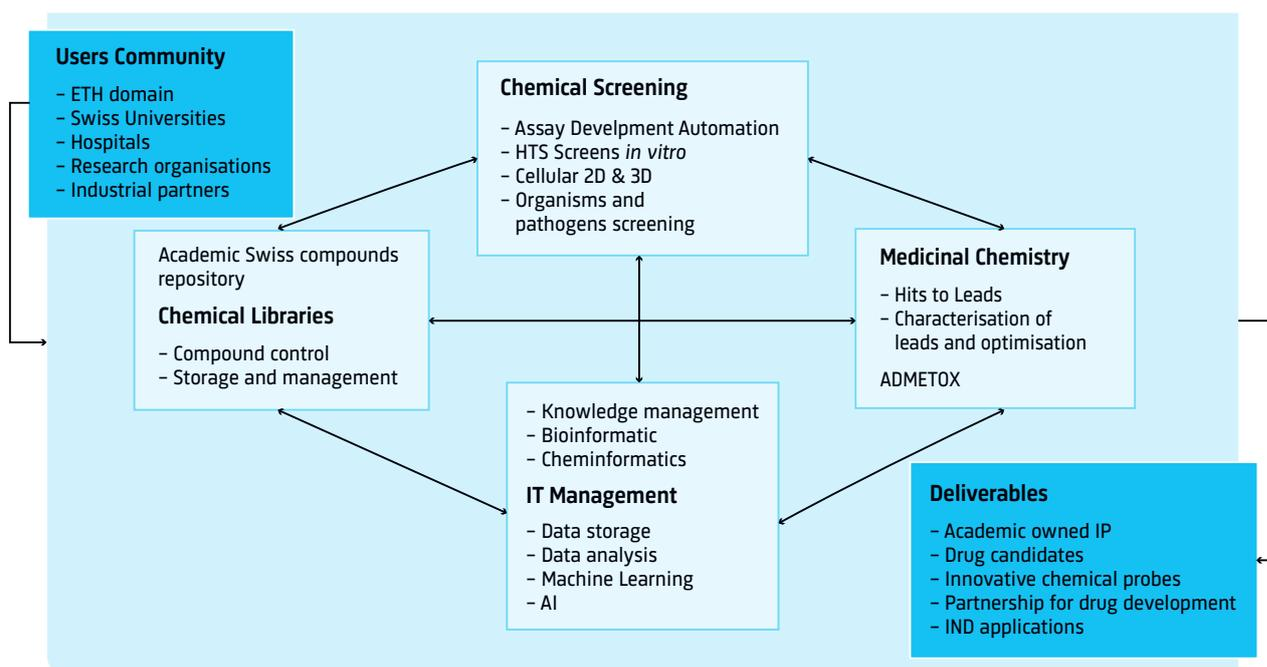 Users Community
– ETH domain
– Swiss Universities
– Hospitals
– Research organisations
– Industrial partners
Chemical Screening
– Assay Develpment Automation
– HTS Screens in vitro
– Cellular 2D & 3D
– Organisms and
pathogens screening
Academic Swiss compounds
repository
Chemical Libraries
– Compound control
– Storage and management
Medicinal Chemistry
– Hits to Leads
– Characterisation of
leads and optimisation
ADMETOX
– Knowledge management
– Bioinformatic
– Cheminformatics
IT Management
– Data storage
– Data analysis
– Machine Learning
– AI
Deliverables
– Academic owned IP
– Drug candidates
– Innovative chemical probes
– Partnership for drug development
– IND applications